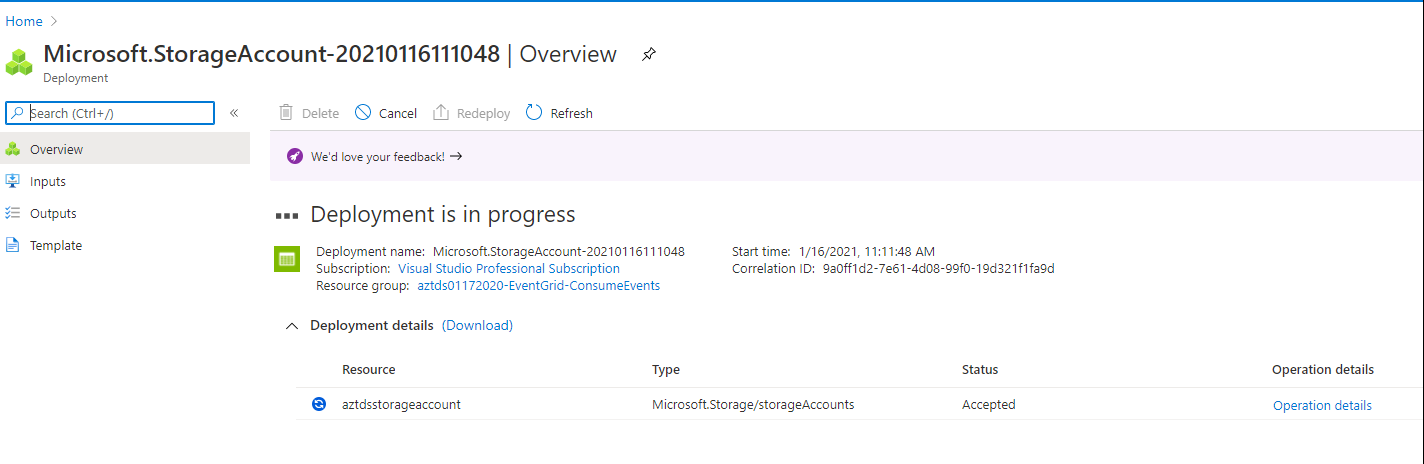 Home
Microsoft.StorageAccount-20210116111048 | Overview
Deployment
Search (Ctrl+/)
«
Delete Cancel Redeploy Refresh
Overview
Inputs
Outputs
Template
We'd love your feedback! →
Deployment is in progress
Deployment name: Microsoft.StorageAccount-20210116111048 Start time: 1/16/2021, 11:11:48 AM
Subscription: Visual Studio Professional Subscription Correlation ID: 9a0ff1d2-7e61-4d08-99f0-19d321f1fa9d
Resource group: aztds01172020-EventGrid-ConsumeEvents
Deployment details (Download)
Resource Type Status Operation details
aztdsstorageaccount Microsoft.Storage/storageAccounts Accepted Operation details